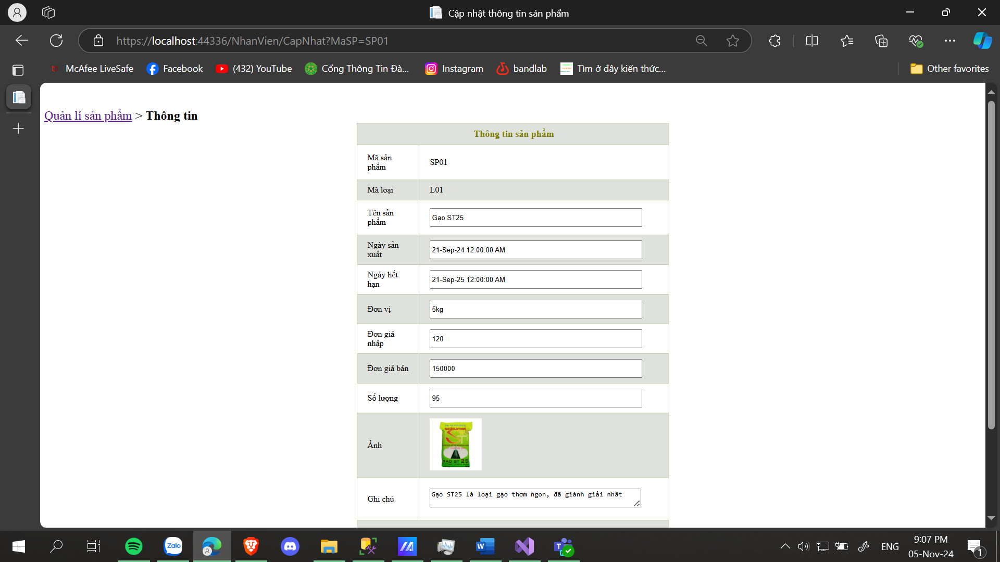 Cập nhật thông tin sản phẩm
https://localhost:44336/NhanVien/CapNhat?MaSP=SP01
McAfee LiveSafe
Facebook
(432) YouTube
Cổng Thông Tin Đà...
Instagram
bandlab
Tìm ở đây kiến thức...
Other favorites
Quản lí sản phẩm > Thông tin
Thông tin sản phẩm
Mã sản
phẩm
SP01
Mã loại
L01
Tên sản
phẩm
Gạo ST25
Ngày sản
xuất
21-Sep-24 12:00:00 AM
Ngày hết
hạn
21-Sep-25 12:00:00 AM
Đơn vị
5kg
Đơn giá
nhập
120
Đơn giá bán
150000
Số lượng
95
Ảnh
GAO ST 25
Ghi chú
Gạo ST25 là loại gạo thơm ngon, đã giành giải nhất
Zalo
ENG
9:07 PM
05-Nov-24
1